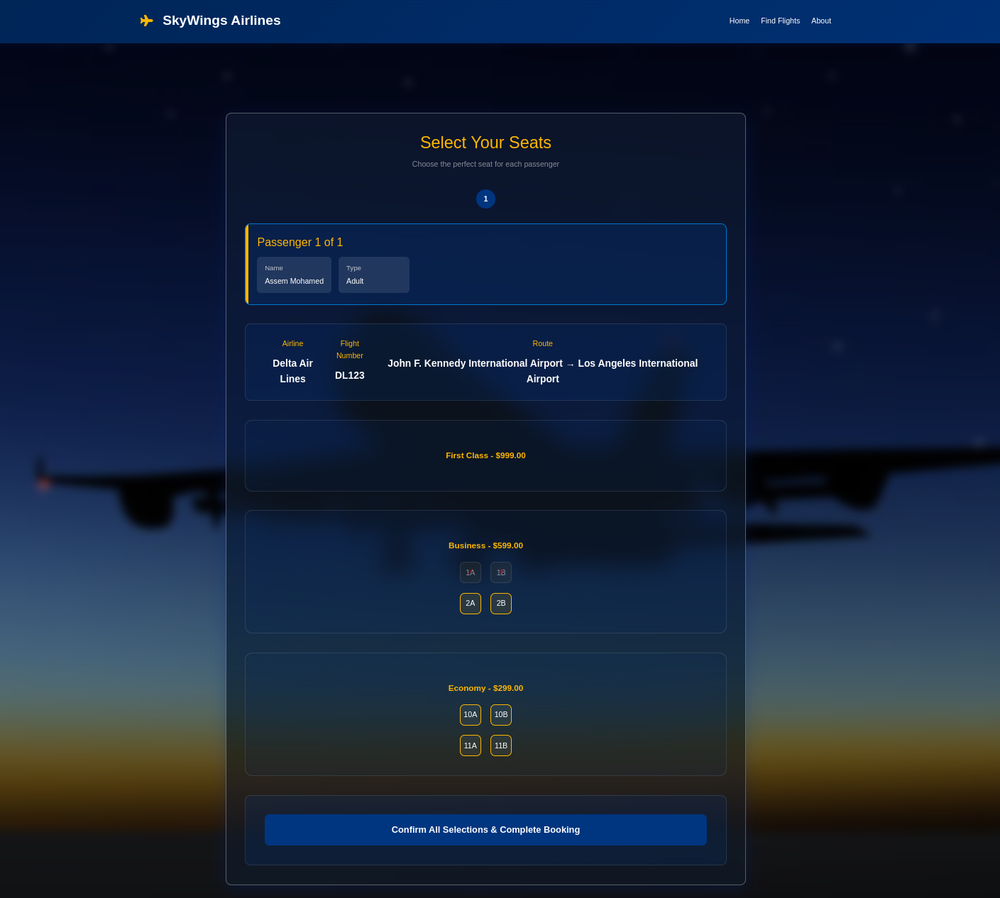 SkyWings Airlines
Home
Find Flights
About
Select Your Seats
Choose the perfect seat for each passenger
1
Passenger 1 of 1
Name
Assem Mohamed
Type
Adult
Airline
Delta Air
Lines
Flight
Number
DL123
Route
John F. Kennedy International Airport → Los Angeles International
Airport
First Class - $999.00
Business - $599.00
1A
1B
2A
2B
Economy - $299.00
10A
10B
11A
11B
Confirm All Selections & Complete Booking